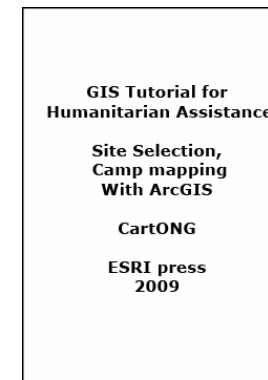 GIS Tutorial for
Humanitarian Assistance
Site Selection,
Camp mapping
With ArcGIS
CartONG
ESRI press
2009